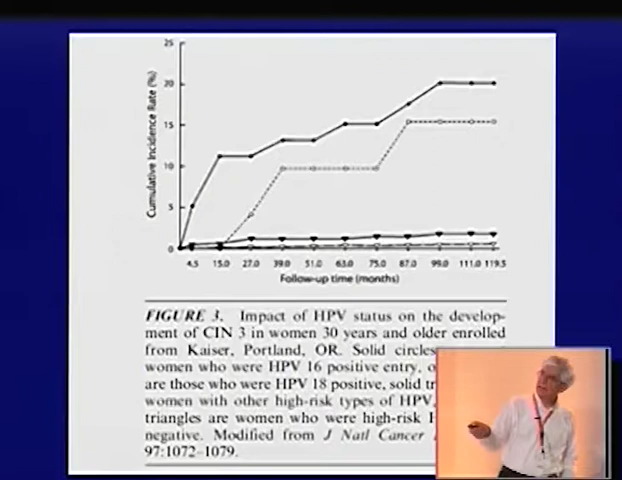 25
20
15
10
5
0
Cumulative Incidence Rate (%)
4.5 15.0 27.0 39.0 51.0 63.0 75.0 87.0 99.0 111.0 119.5
Follow-up time (months)
FIGURE 3. Impact of HPV status on the develop-
ment of CIN 3 in women 30 years and older enrolled
from Kaiser, Portland, OR. Solid circles
women who were HPV 16 positive entry,
are those who were HPV 18 positive, solid
women with other high-risk types of HPV,
triangles are women who were high-risk
negative. Modified from J Natl Cancer
97:1072–1079.